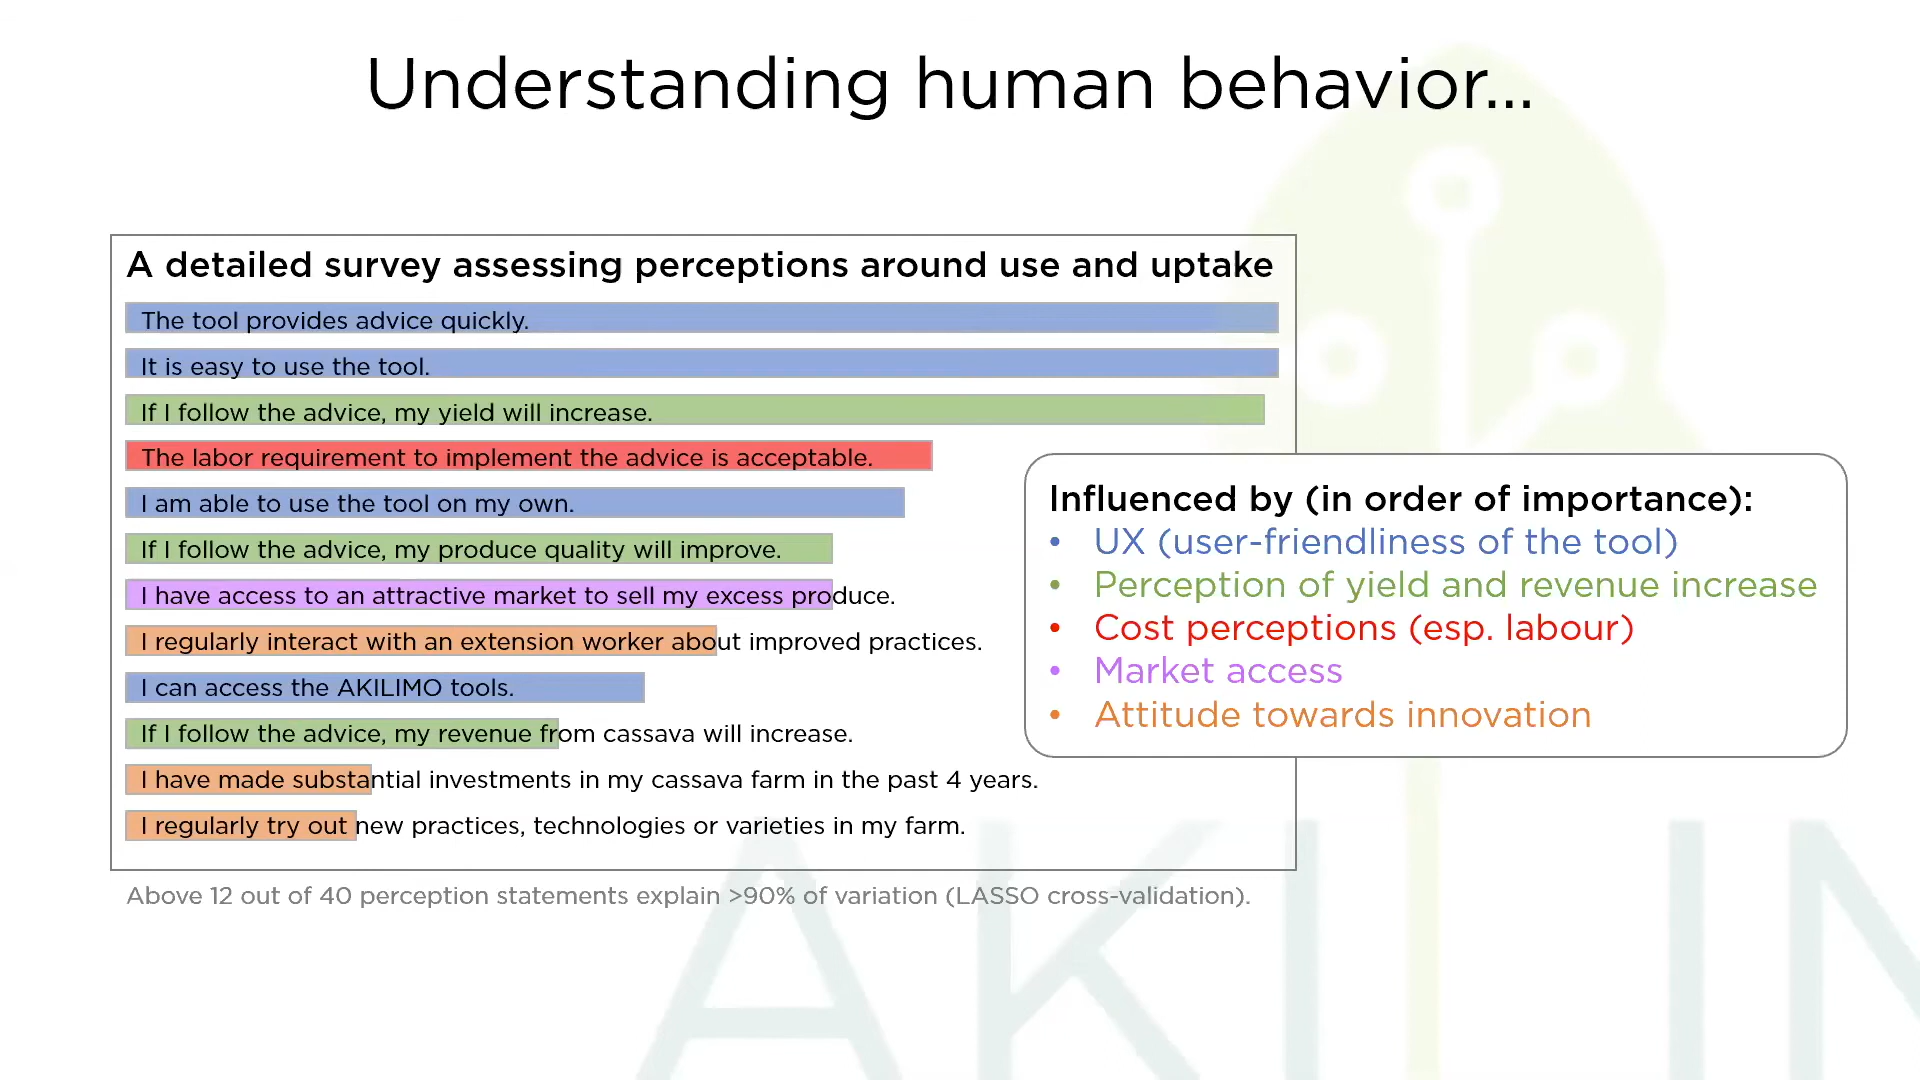 Understanding human behavior...
A detailed survey assessing perceptions around use and uptake
The tool provides advice quickly.
It is easy to use the tool.
If I follow the advice, my yield will increase.
The labor requirement to implement the advice is acceptable.
I am able to use the tool on my own.
If I follow the advice, my produce quality will improve.
I have access to an attractive market to sell my excess produce.
I regularly interact with an extension worker about improved practices.
I can access the AKILIMO tools.
If I follow the advice, my revenue from cassava will increase.
I have made substantial investments in my cassava farm in the past 4 years.
I regularly try out new practices, technologies or varieties in my farm.
Above 12 out of 40 perception statements explain >90% of variation (LASSO cross-validation).
Influenced by (in order of importance):
• UX (user-friendliness of the tool)
• Perception of yield and revenue increase
• Cost perceptions (esp. labour)
• Market access
• Attitude towards innovation
AKILIM